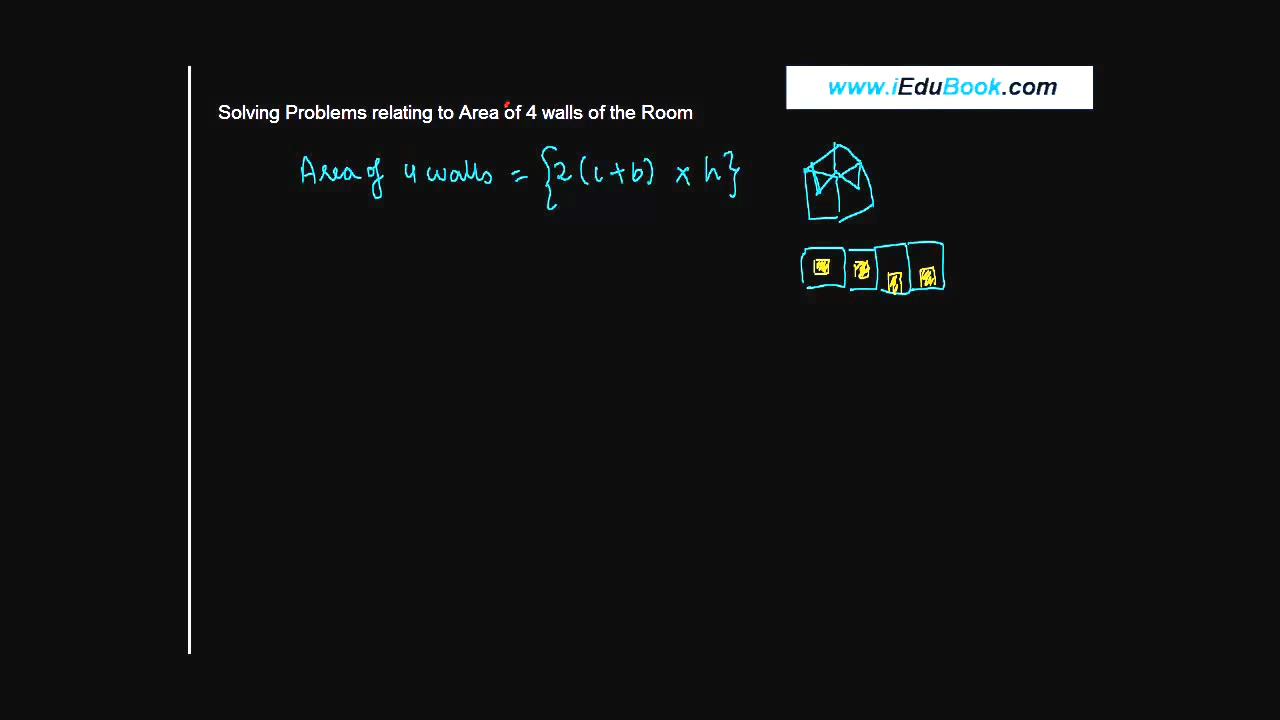 www.iEduBook.com
Solving Problems relating to Area of 4 walls of the Room
Area of 4 walls = {2 (l+b) × h}